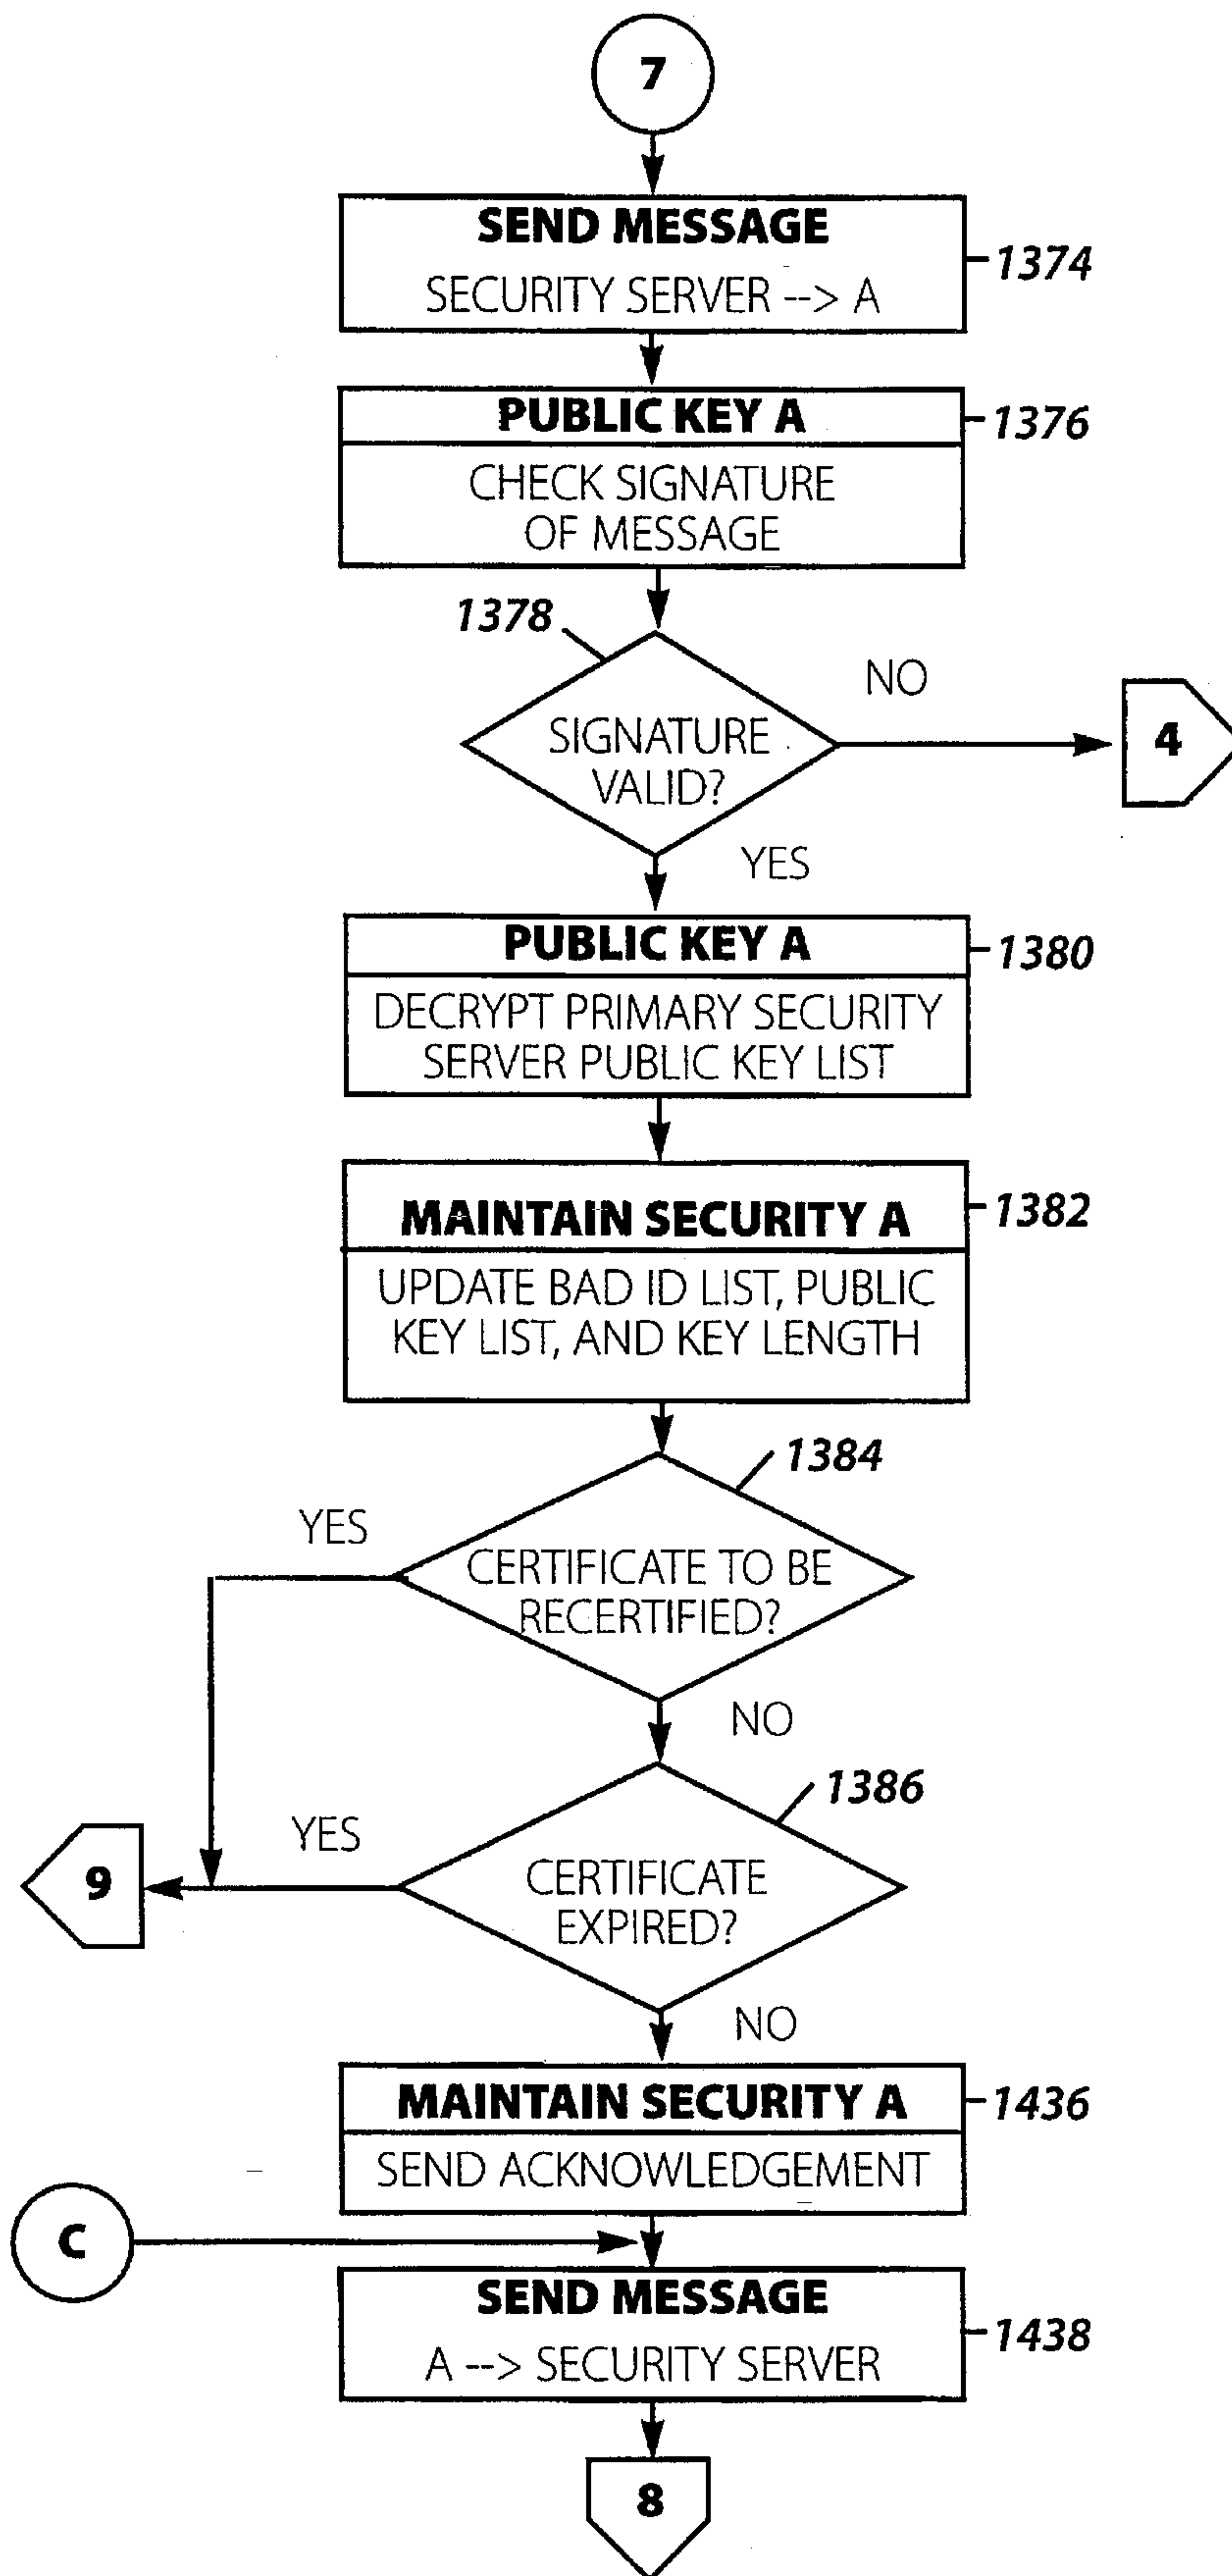 7
SEND MESSAGE
SECURITY SERVER --> A
1374
PUBLIC KEY A
1376
CHECK SIGNATURE
OF MESSAGE
1378
NO
SIGNATURE
VALID?
4
YES
PUBLIC KEY A
1380
DECRYPT PRIMARY SECURITY
SERVER PUBLIC KEY LIST
MAINTAIN SECURITY A
1382
UPDATE BAD ID LIST, PUBLIC
KEY LIST, AND KEY LENGTH
1384
YES
CERTIFICATE TO BE
RECERTIFIED?
NO
1386
YES
9
CERTIFICATE
EXPIRED?
NO
MAINTAIN SECURITY A
1436
SEND ACKNOWLEDGEMENT
C
SEND MESSAGE
1438
A --> SECURITY SERVER
8